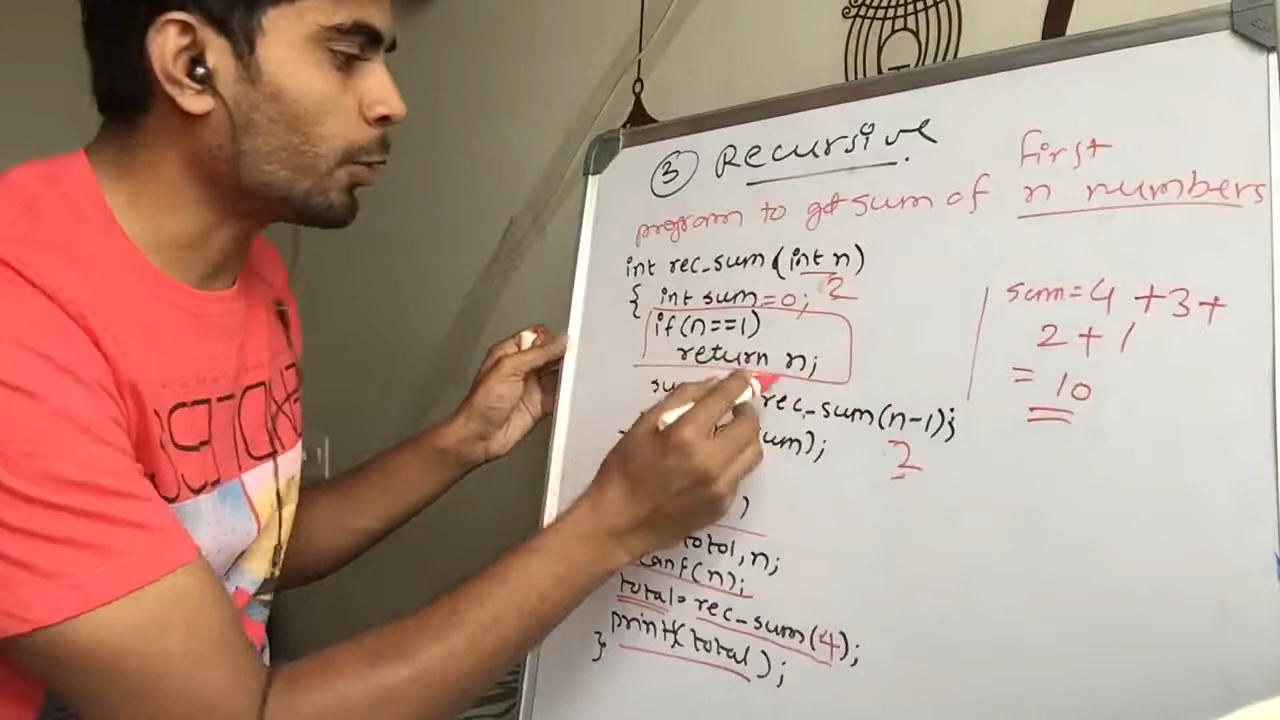 3 Recursive
program to get sum of first n numbers
int rec_sum (int n)
{ int sum=0; 2
if(n==1)
return n;
rec_sum(n-1);
2
)
total, n;
scanf(n);
total= rec_sum(4);
printf(total);
}
sum=4 +3+
2+1
= 10